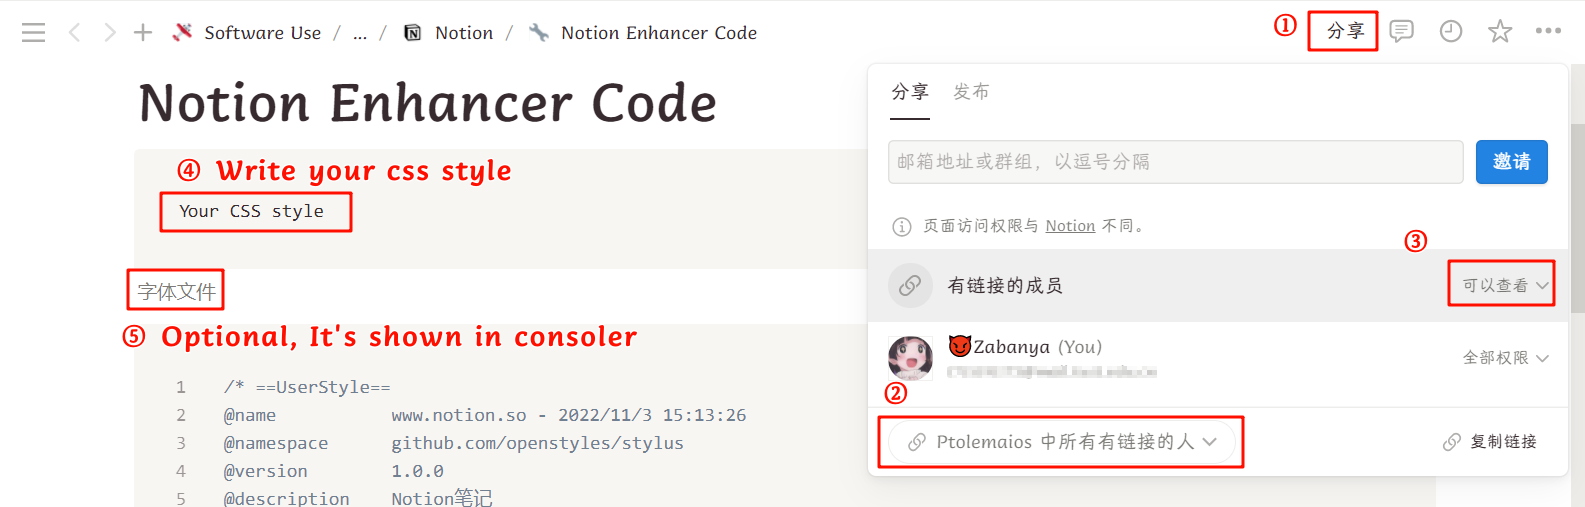 Software Use / ... / Notion / Notion Enhancer Code
① 分享
Notion Enhancer Code
④ Write your css style
Your CSS style
字体文件
⑤ Optional, It's shown in consoler
1 /* ==UserStyle==
2 @name www.notion.so - 2022/11/3 15:13:26
3 @namespace github.com/openstyles/stylus
4 @version 1.0.0
5 @description Notion笔记
分享 发布
邮箱地址或群组，以逗号分隔 邀请
页面访问权限与 Notion 不同。
③
有链接的成员 可以查看
Zabanya (You) 全部权限
②
Ptolemaios 中所有有链接的人 复制链接